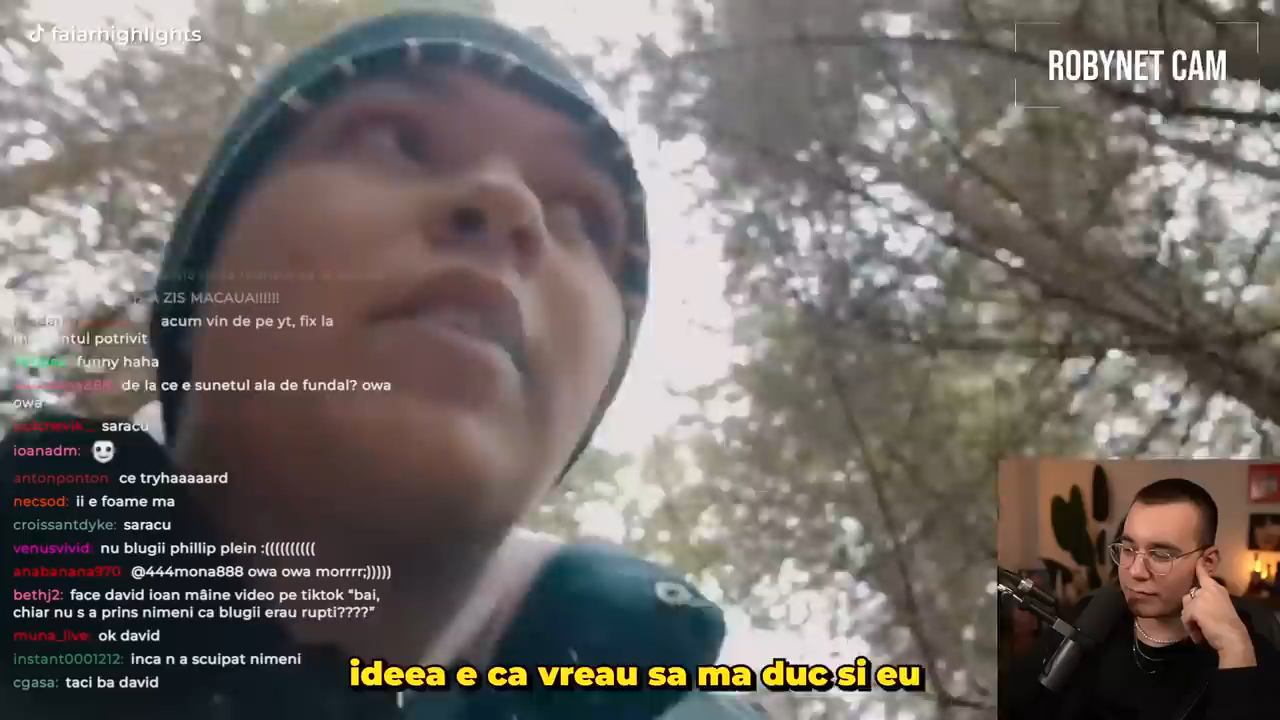 faiarhighlights
ROBYNET CAM
A ZIS MACAUA!!!!!!
acum vin de pe yt, fix la
potrivit
funny haha
de la ce e sunetul ala de fundal? owa
owa
saracu
ioanadm:
antonponton ce tryhaaaaard
necsod: ii e foame ma
croissantdyke: saracu
venusvivid: nu blugii phillip plein :((((((((((
anabanana970 @444mona888 owa owa morrrr;)))))
bethj2: face david ioan mâine video pe tiktok “bai,
chiar nu s a prins nimeni ca blugii erau rupti????”
muna_live: ok david
instant0001212: inca n a scuipat nimeni
cgasa: taci ba david
ideea e ca vreau sa ma duc si eu